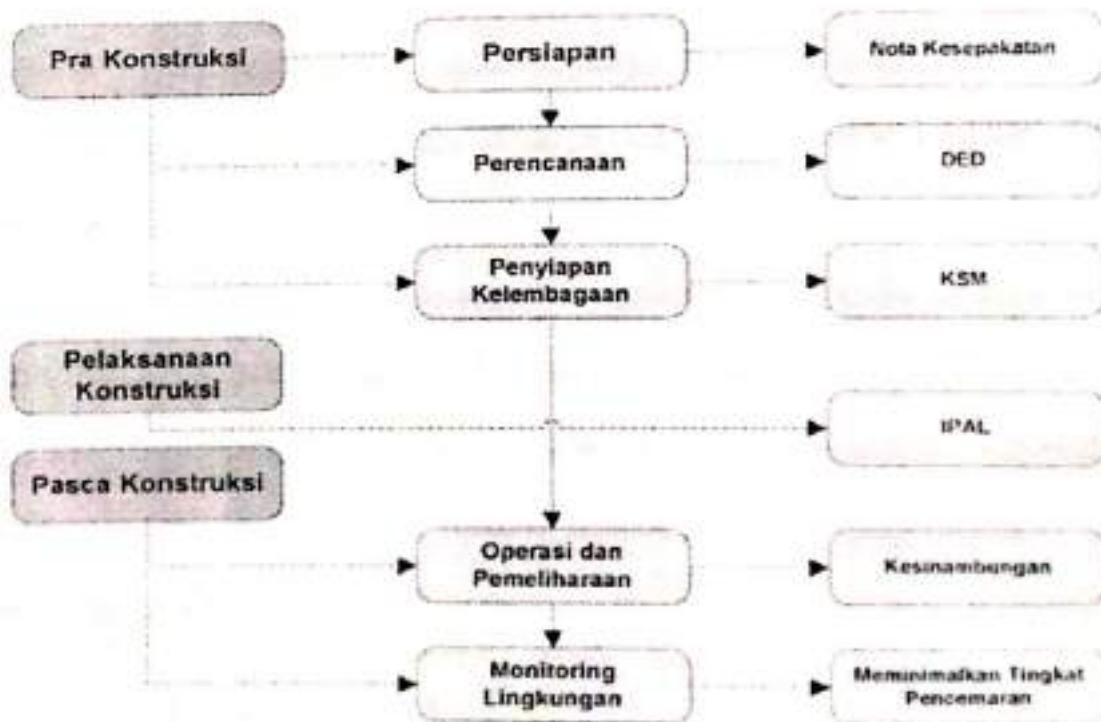 Pra Konstruksi
Persiapan
Nota Kesepakatan
Perencanaan
DED
Penyiapan
Kelembagaan
KSM
Pelaksanaan
Konstruksi
IPAL
Pasca Konstruksi
Operasi dan
Pemeliharaan
Kesinambungan
Monitoring
Lingkungan
Meminimalkan Tingkat
Pencemaran